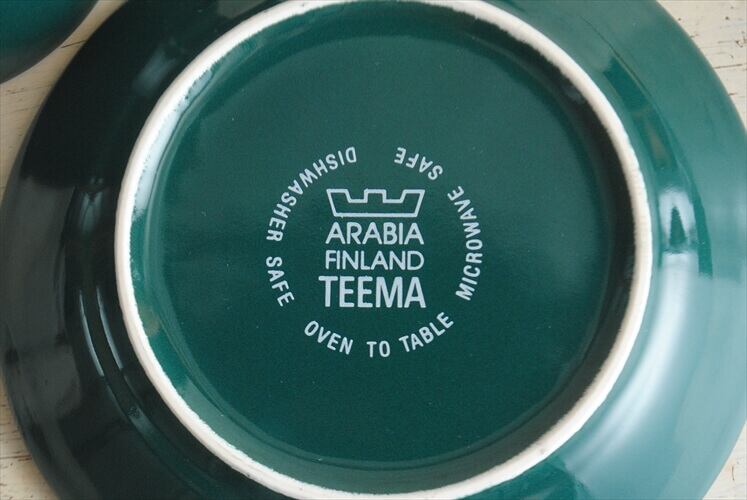 ARABIA
FINLAND
TEEMA
DISHWASHER SAFE
OVEN TO TABLE
MICROWAVE SAFE